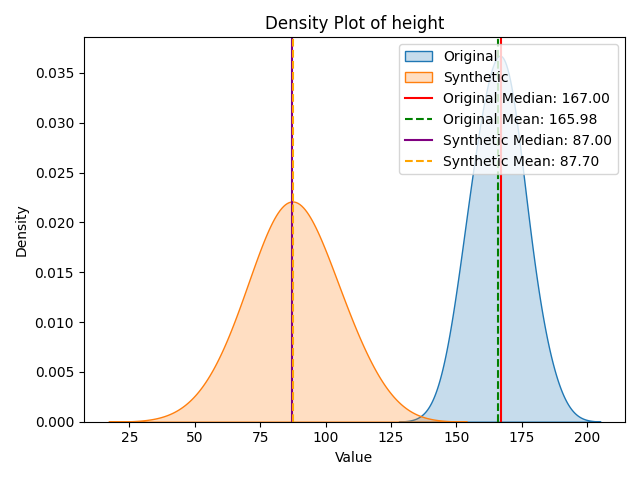 Density Plot of height
Original
Synthetic
Original Median: 167.00
Original Mean: 165.98
Synthetic Median: 87.00
Synthetic Mean: 87.70
Density
0.035
0.030
0.025
0.020
0.015
0.010
0.005
0.000
25
50
75
100
125
150
175
200
Value